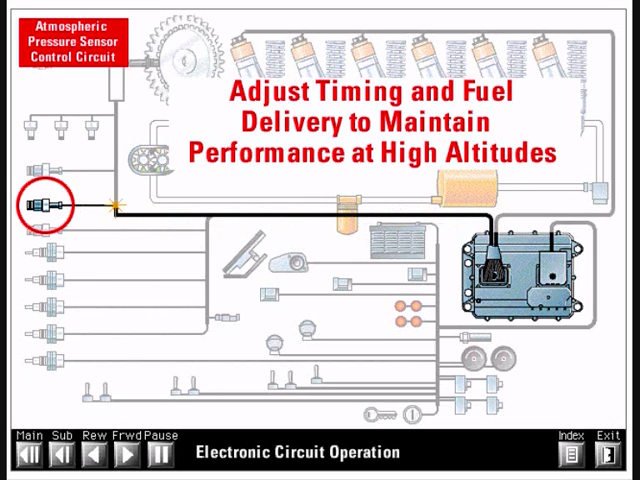 Atmospheric
Pressure Sensor
Control Circuit
Adjust Timing and Fuel
Delivery to Maintain
Performance at High Altitudes
Main Sub Rew Frwd Pause
Electronic Circuit Operation
Index Exit